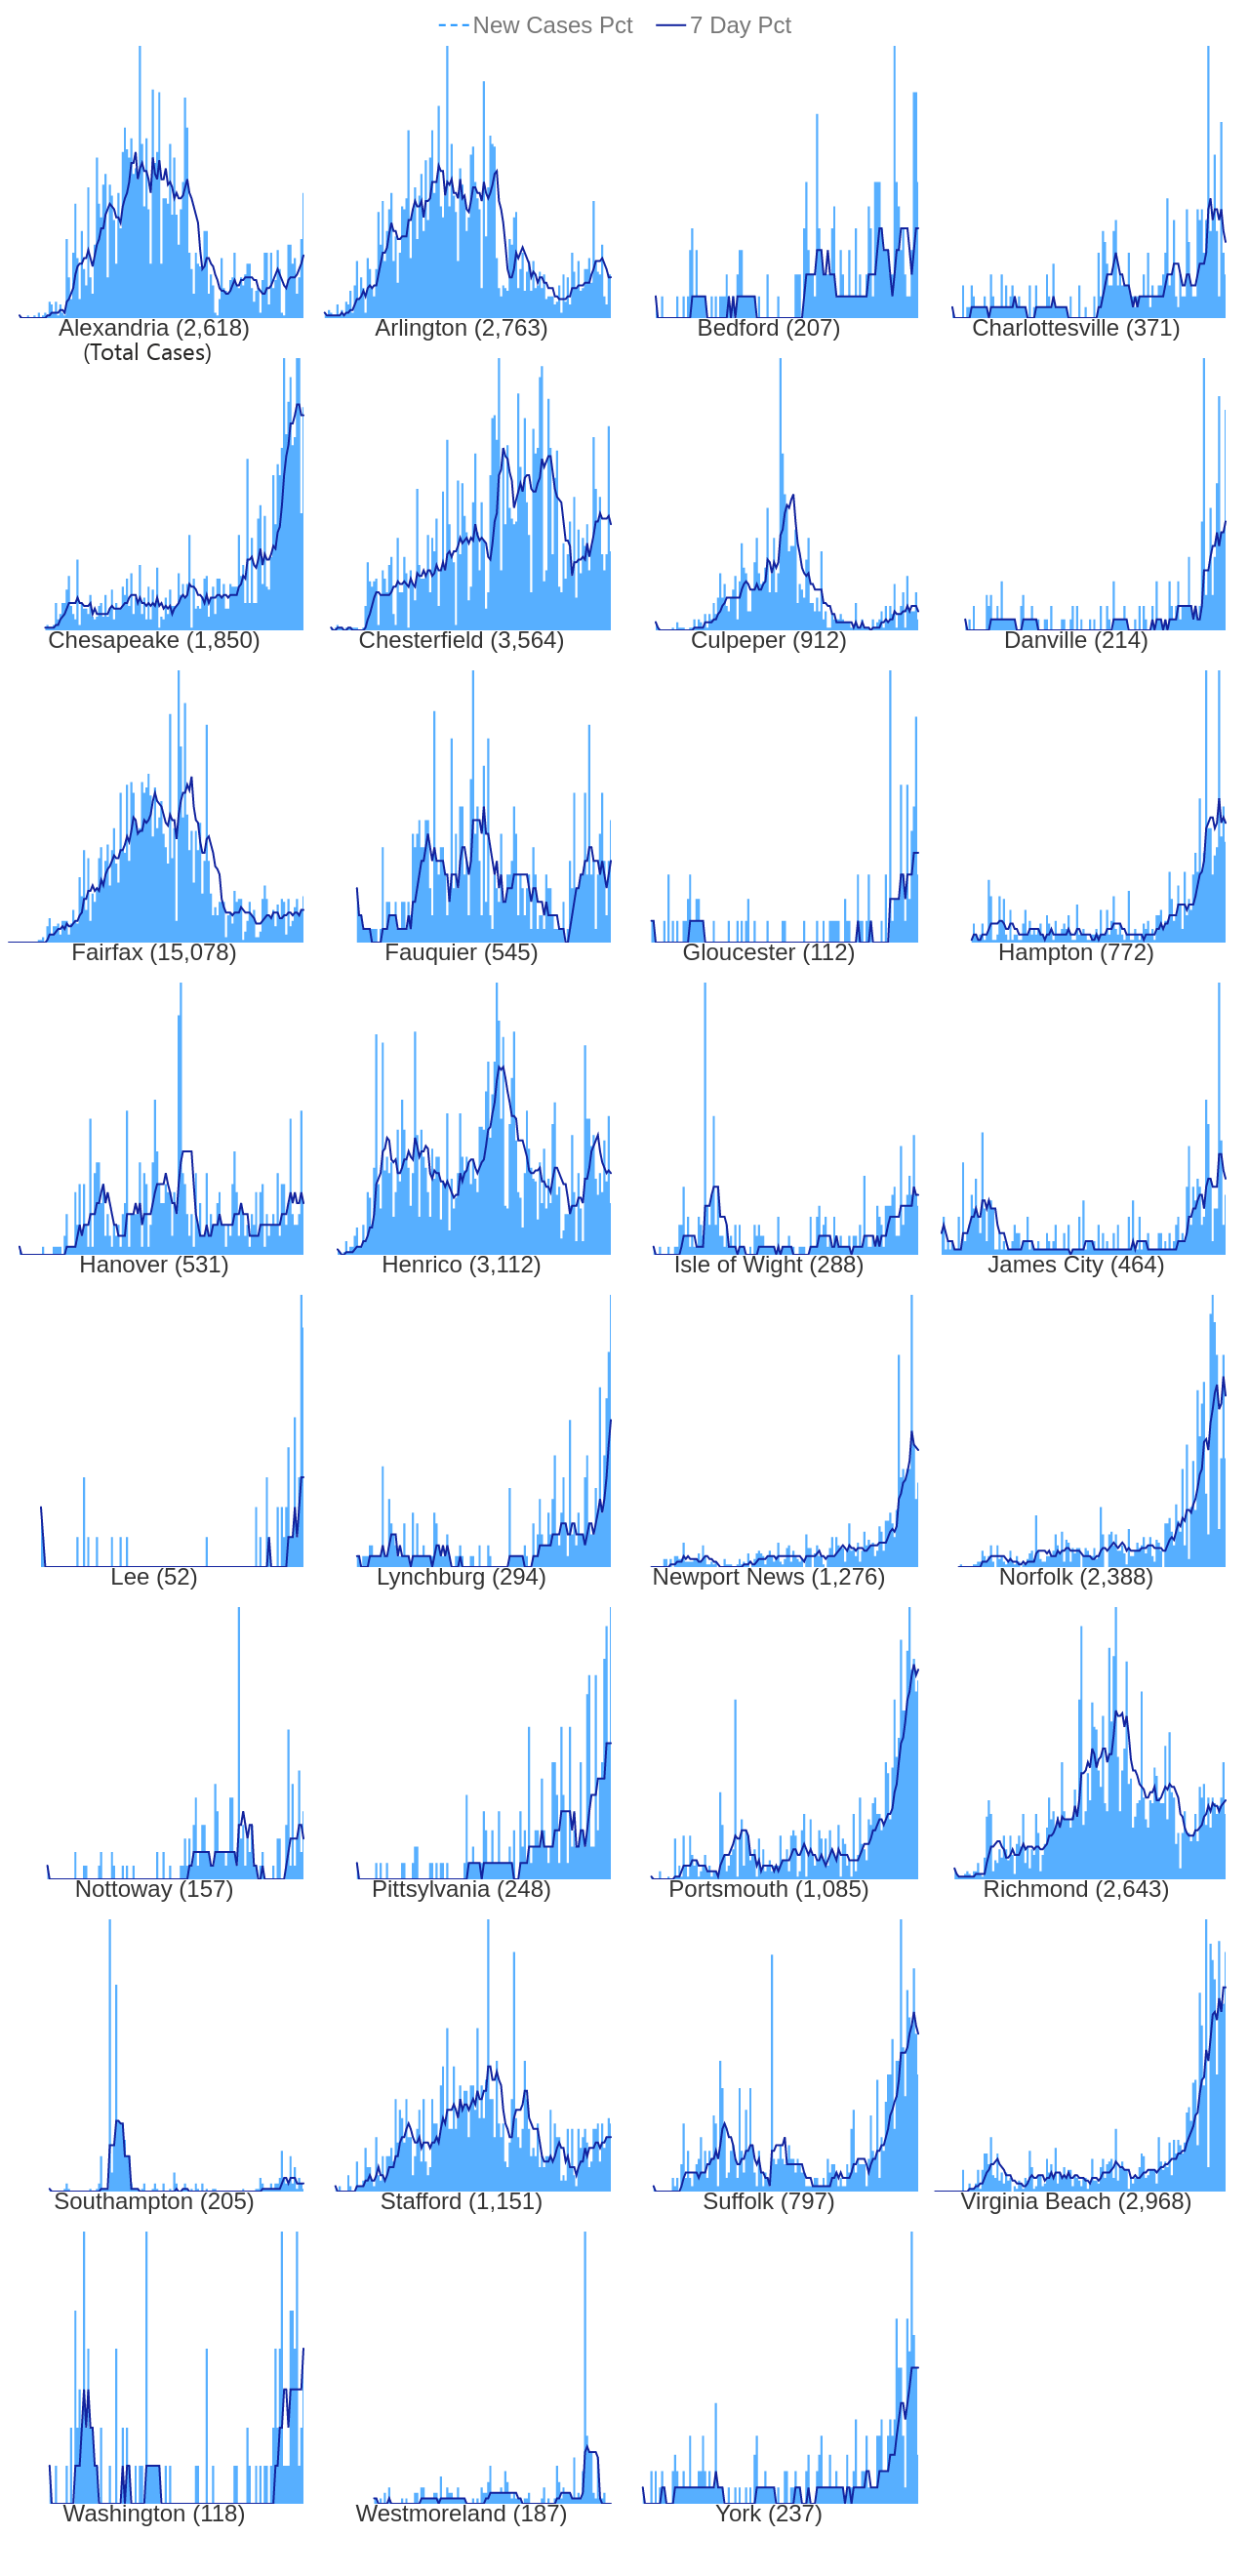 New Cases Pct 7 Day Pct
Alexandria (2,618) Arlington (2,763) Bedford (207) Charlottesville (371)
(Total Cases)
Chesapeake (1,850) Chesterfield (3,564) Culpeper (912) Danville (214)
Fairfax (15,078) Fauquier (545) Gloucester (112) Hampton (772)
Hanover (531) Henrico (3,112) Isle of Wight (288) James City (464)
Lee (52) Lynchburg (294) Newport News (1,276) Norfolk (2,388)
Nottoway (157) Pittsylvania (248) Portsmouth (1,085) Richmond (2,643)
Southampton (205) Stafford (1,151) Suffolk (797) Virginia Beach (2,968)
Washington (118) Westmoreland (187) York (237)